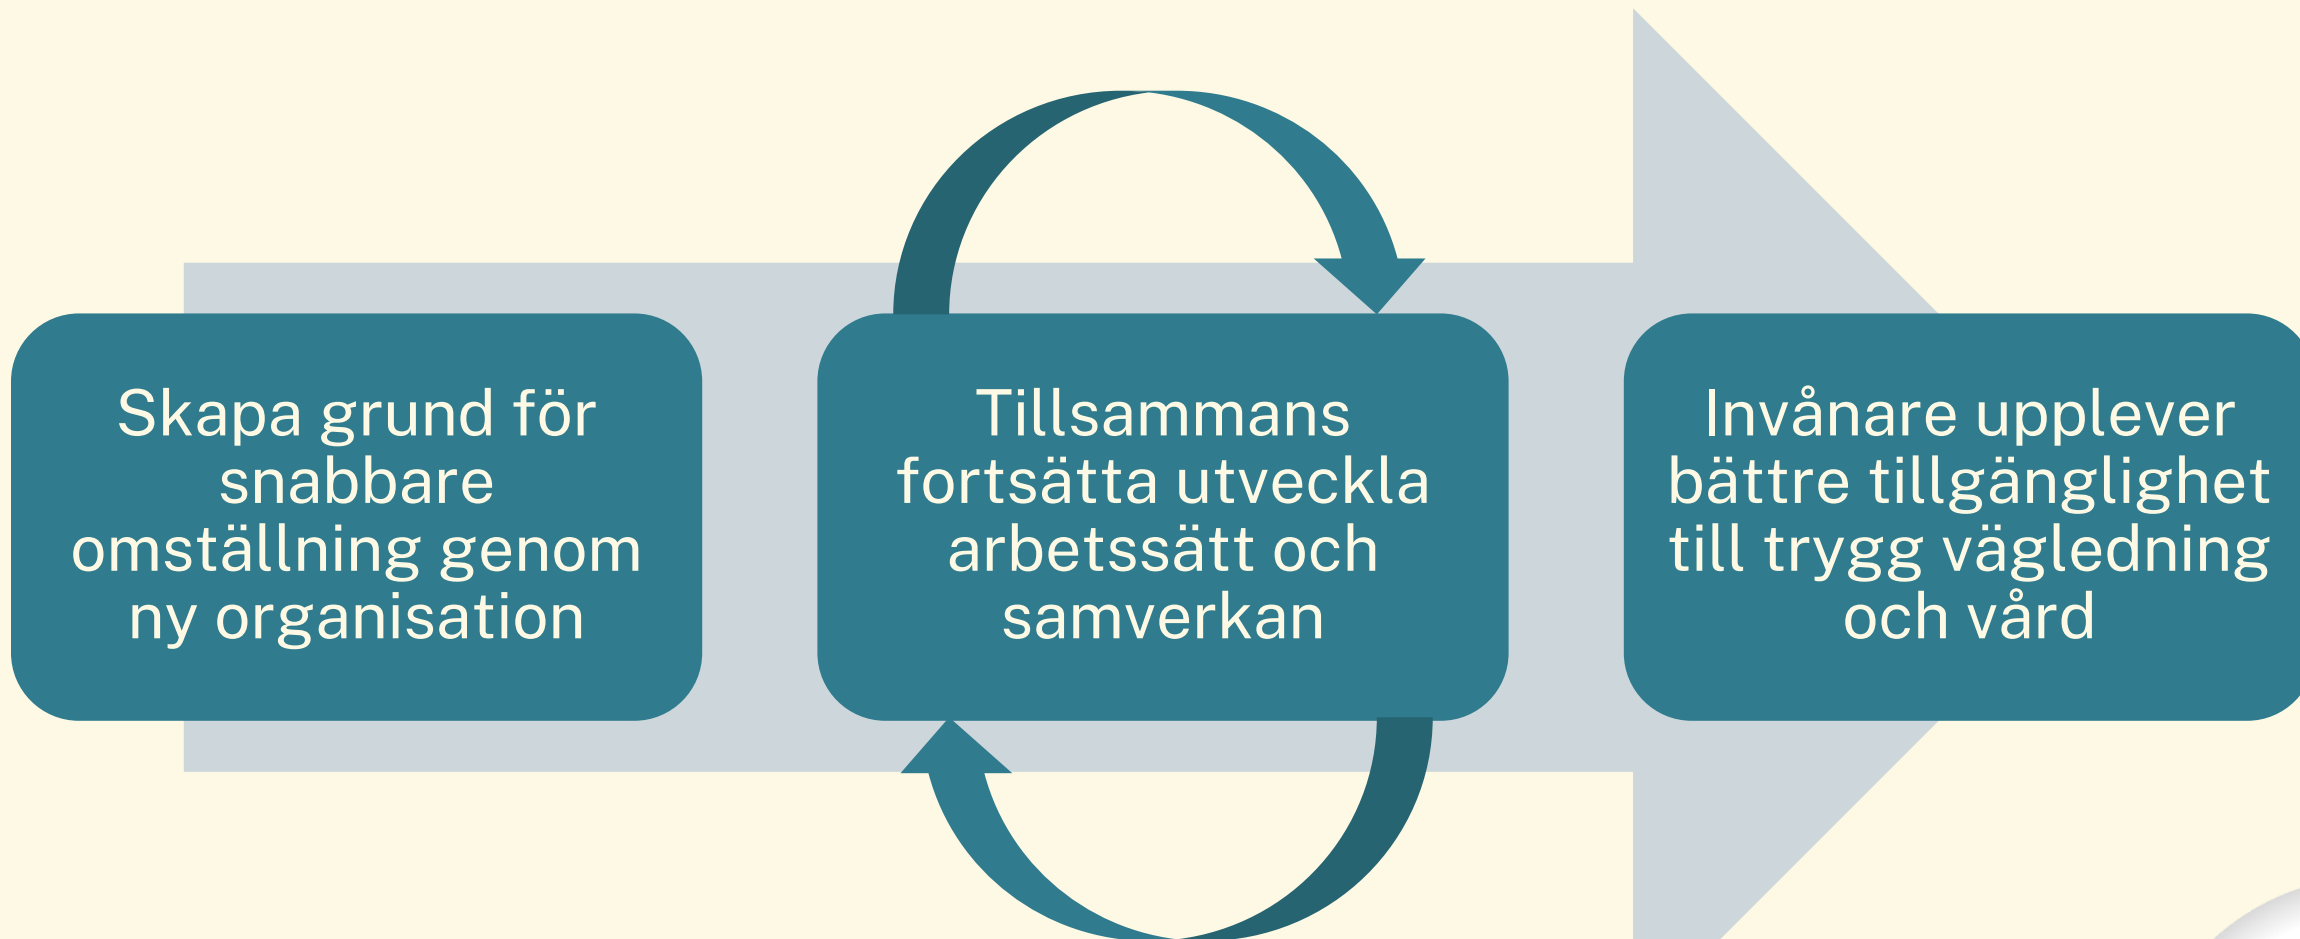 Skapa grund för
snabbare
omställning genom
ny organisation
Tillsammans
fortsätta utveckla
arbetssätt och
samverkan
Invånare upplever
bättre tillgänglighet
till trygg vägledning
och vård